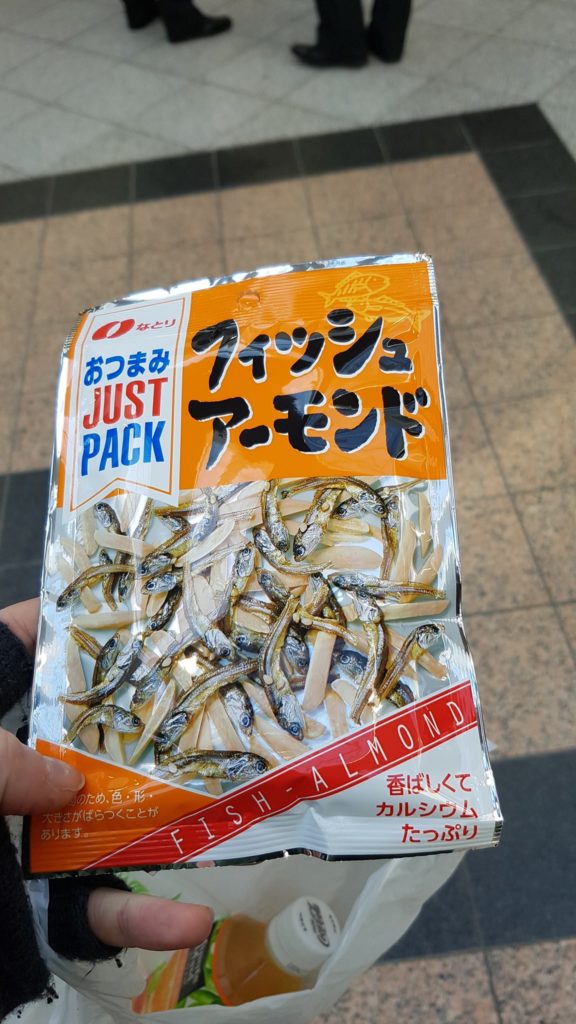 なとり
おつまみ
JUST
PACK
フィッシュ
アーモンド
FISH-ALMOND
香ばしくて
カルシウム
たっぷり
のため、色・形・
大きさがばらつくことが
あります。
Coca-Cola